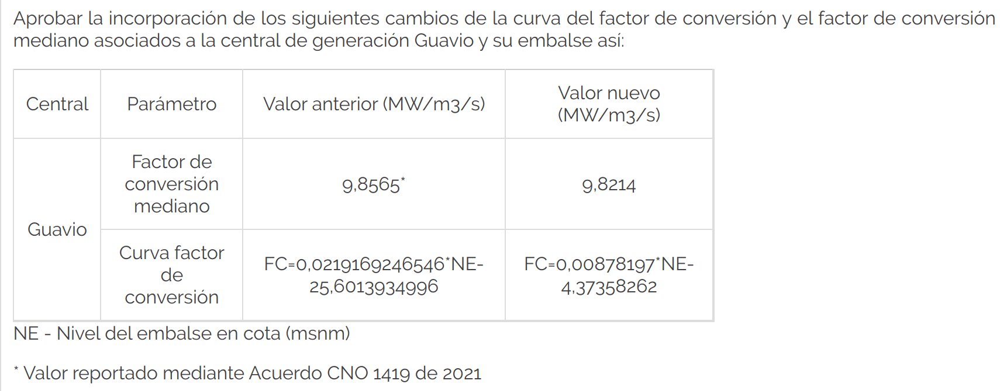 Aprobar la incorporación de los siguientes cambios de la curva del factor de conversión y el factor de conversión
mediano asociados a la central de generación Guavio y su embalse así:
Central
Parámetro
Valor anterior (MW/m3/s)
Valor nuevo
(MW/m3/s)
Guavio
Factor de
conversión
mediano
9,8565*
9,8214
Curva factor
de
conversión
FC=0,0219169246546*NE-
25,6013934996
FC=0,00878197*NE-
4,37358262
NE - Nivel del embalse en cota (msnm)
* Valor reportado mediante Acuerdo CNO 1419 de 2021